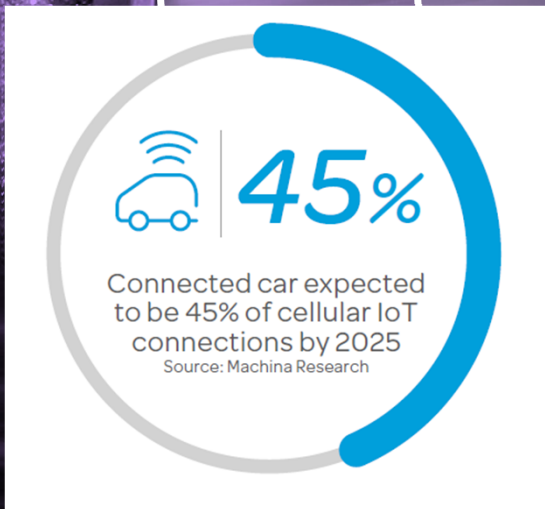 45%
Connected car expected
to be 45% of cellular IoT
connections by 2025
Source: Machina Research